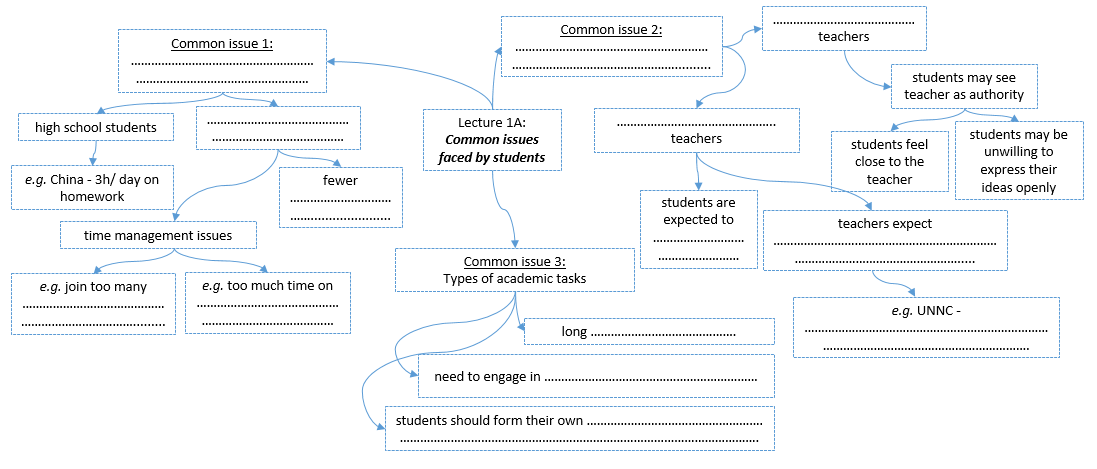 Common issue 1:
................................................
................................................
high school students
e.g. China - 3h/ day on
homework
................................................
................................................
fewer
................................................
................................................
time management issues
e.g. join too many
................................................
................................................
e.g. too much time on
................................................
................................................
Lecture 1A:
Common issues
faced by students
Common issue 2:
................................................
................................................
................................................
teachers
students may see
teacher as authority
students feel
close to the
teacher
students may be
unwilling to
express their
ideas openly
................................................
teachers
students are
expected to
................................................
................................................
teachers expect
................................................
................................................
e.g. UNNC -
................................................
................................................
Common issue 3:
Types of academic tasks
long ................................................
need to engage in ................................................
students should form their own ................................................
................................................